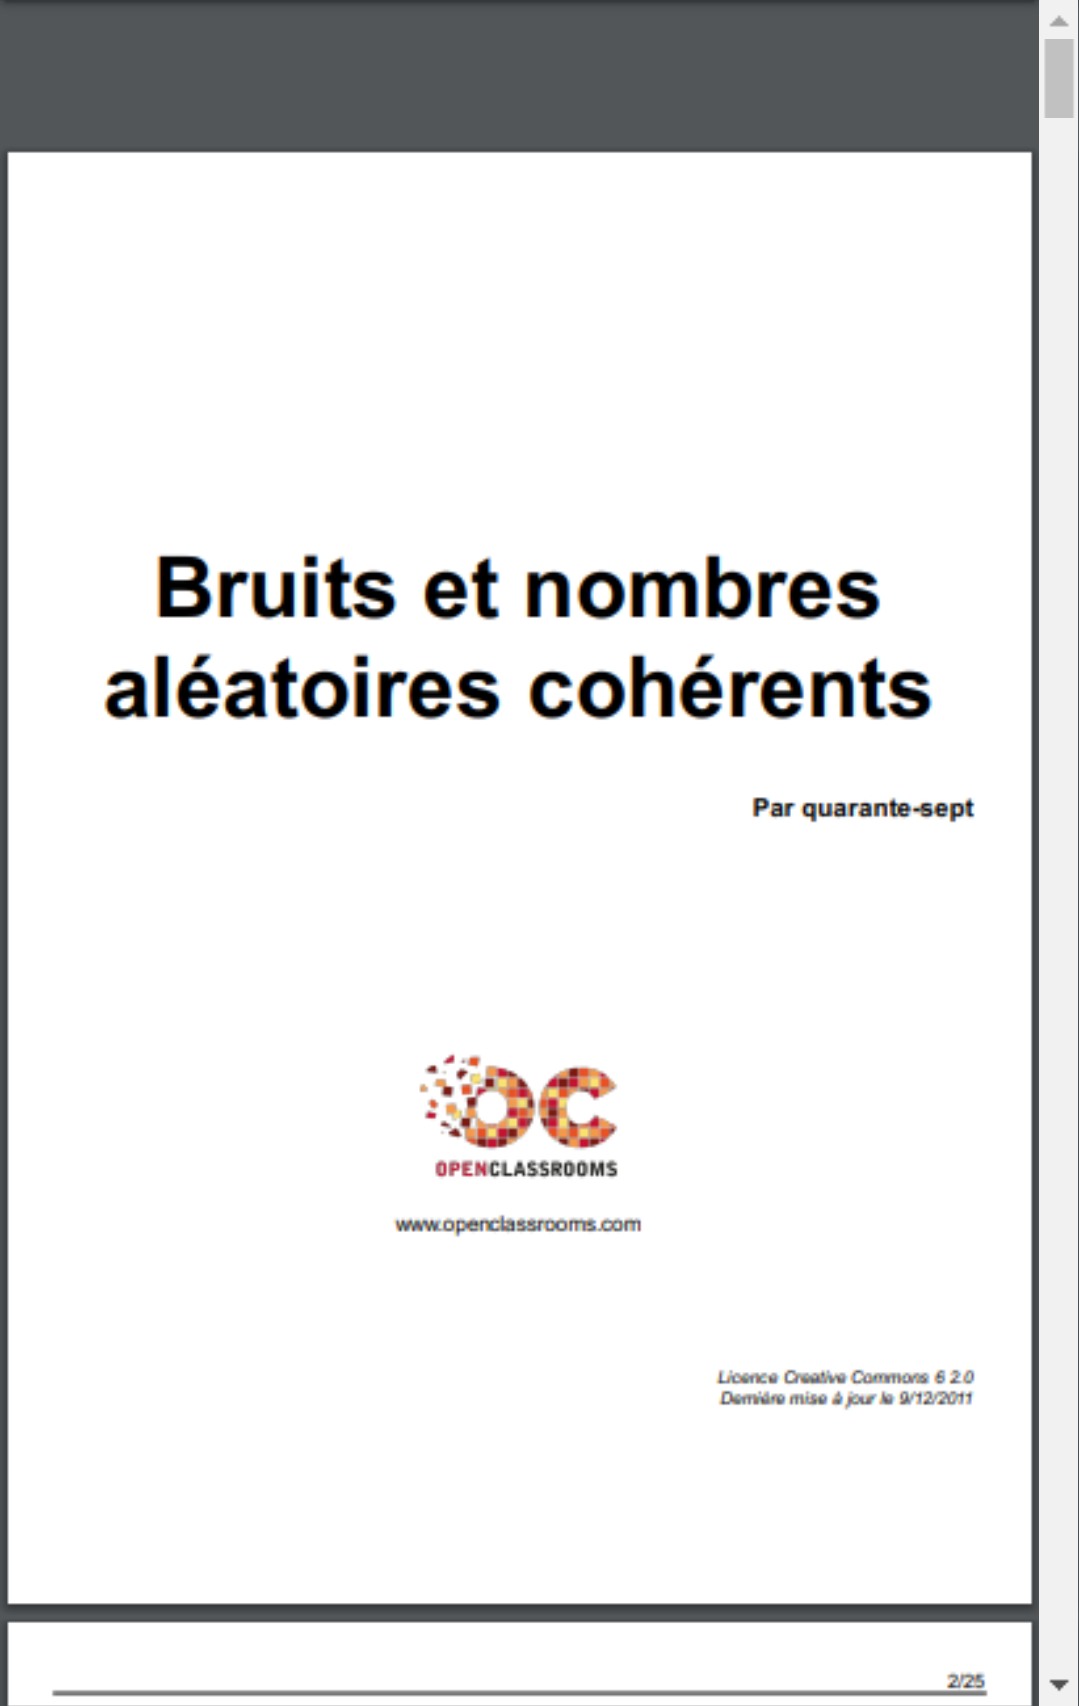 Bruits et nombres
aléatoires cohérents
Par quarante-sept
OPENCLASSROOMS
www.openclassrooms.com
Licence Creative Commons 6 2.0
Dernière mise à jour le 9/12/2011
2/25